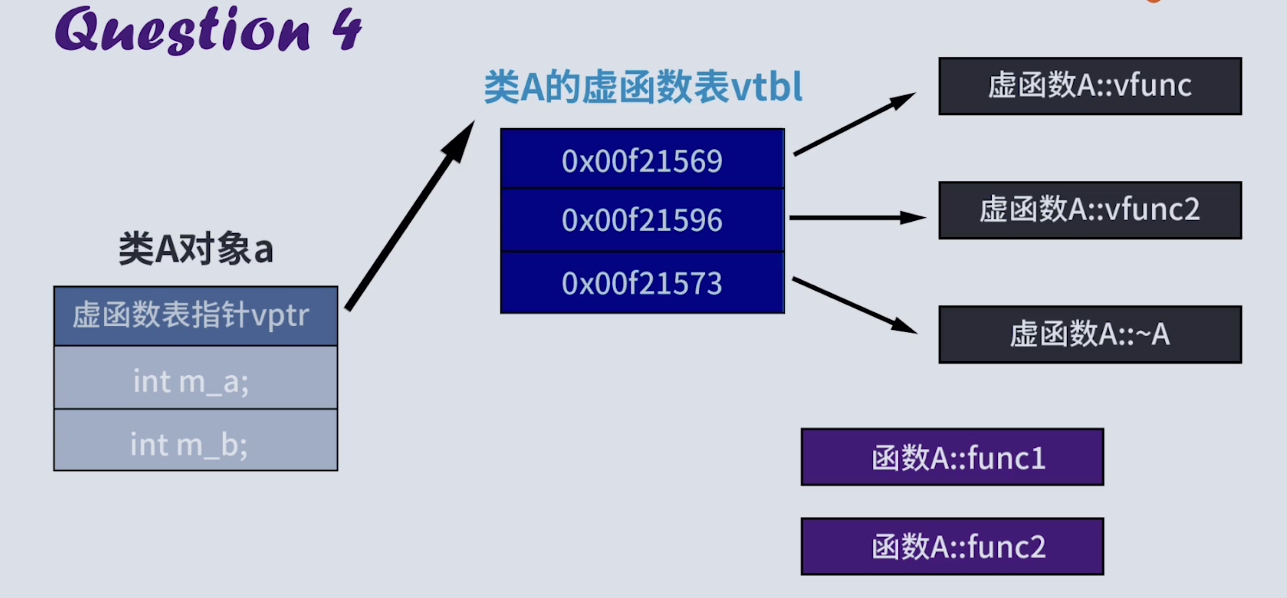 Question 4
类A的虚函数表vtbl
0x00f21569
0x00f21596
0x00f21573
虚函数A::vfunc
虚函数A::vfunc2
虚函数A::~A
类A对象a
虚函数表指针vptr
int m_a;
int m_b;
函数A::func1
函数A::func2